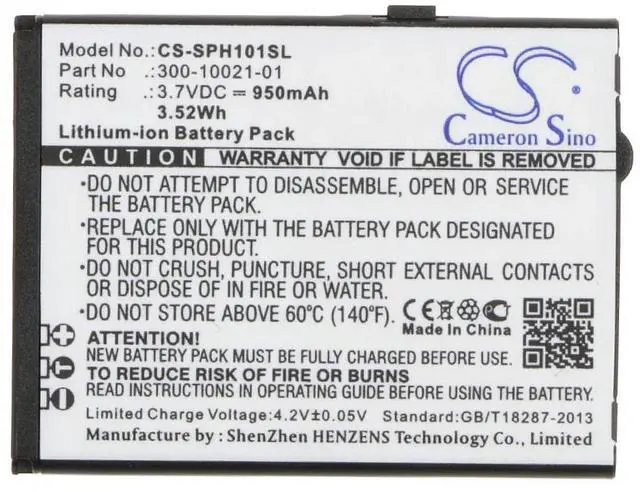 Model No.: CS-SPH101SL
Part No : 300-10021-01
Rating : 3.7VDC = 950mAh
3.52Wh
Lithium-ion Battery Pack
CS
®
Cameron Sino
CAUTION WARRANTY VOID IF LABEL IS REMOVED
·DO NOT ATTEMPT TO DISASSEMBLE, OPEN OR SERVICE
THE BATTERY PACK.
·REPLACE ONLY WITH THE BATTERY PACK DESIGNATED
FOR THIS PRODUCT.
·DO NOT CRUSH, PUNCTURE, SHORT EXTERNAL CONTACTS
OR DISPOSE OF IN FIRE OR WATER.
·DO NOT STORE ABOVE 60°C (140°F).
CE
Made In China
ATTENTION!
NEW BATTERY PACK MUST BE FULLY CHARGED BEFORE USE.
TO REDUCE RISK OF FIRE OR BURNS
READ INSTRUCTIONS IN OPERATING GUIDE BEFORE USING THE BATTERY.
Limited Charge Voltage:4.2V±0.05V Standard:GB/T18287-2013
Manufacture by : ShenZhen HENZENS Technology Co., Ltd.